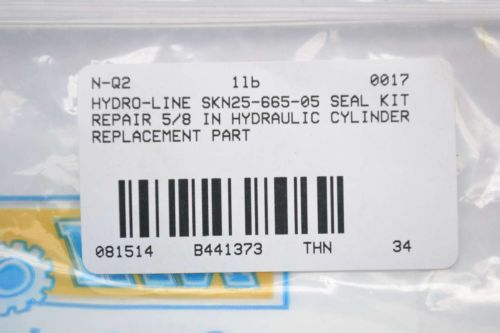 N-Q2 1lb 0017
HYDRO-LINE SKN25-665-05 SEAL KIT
REPAIR 5/8 IN HYDRAULIC CYLINDER
REPLACEMENT PART
081514 B441373 THN 34